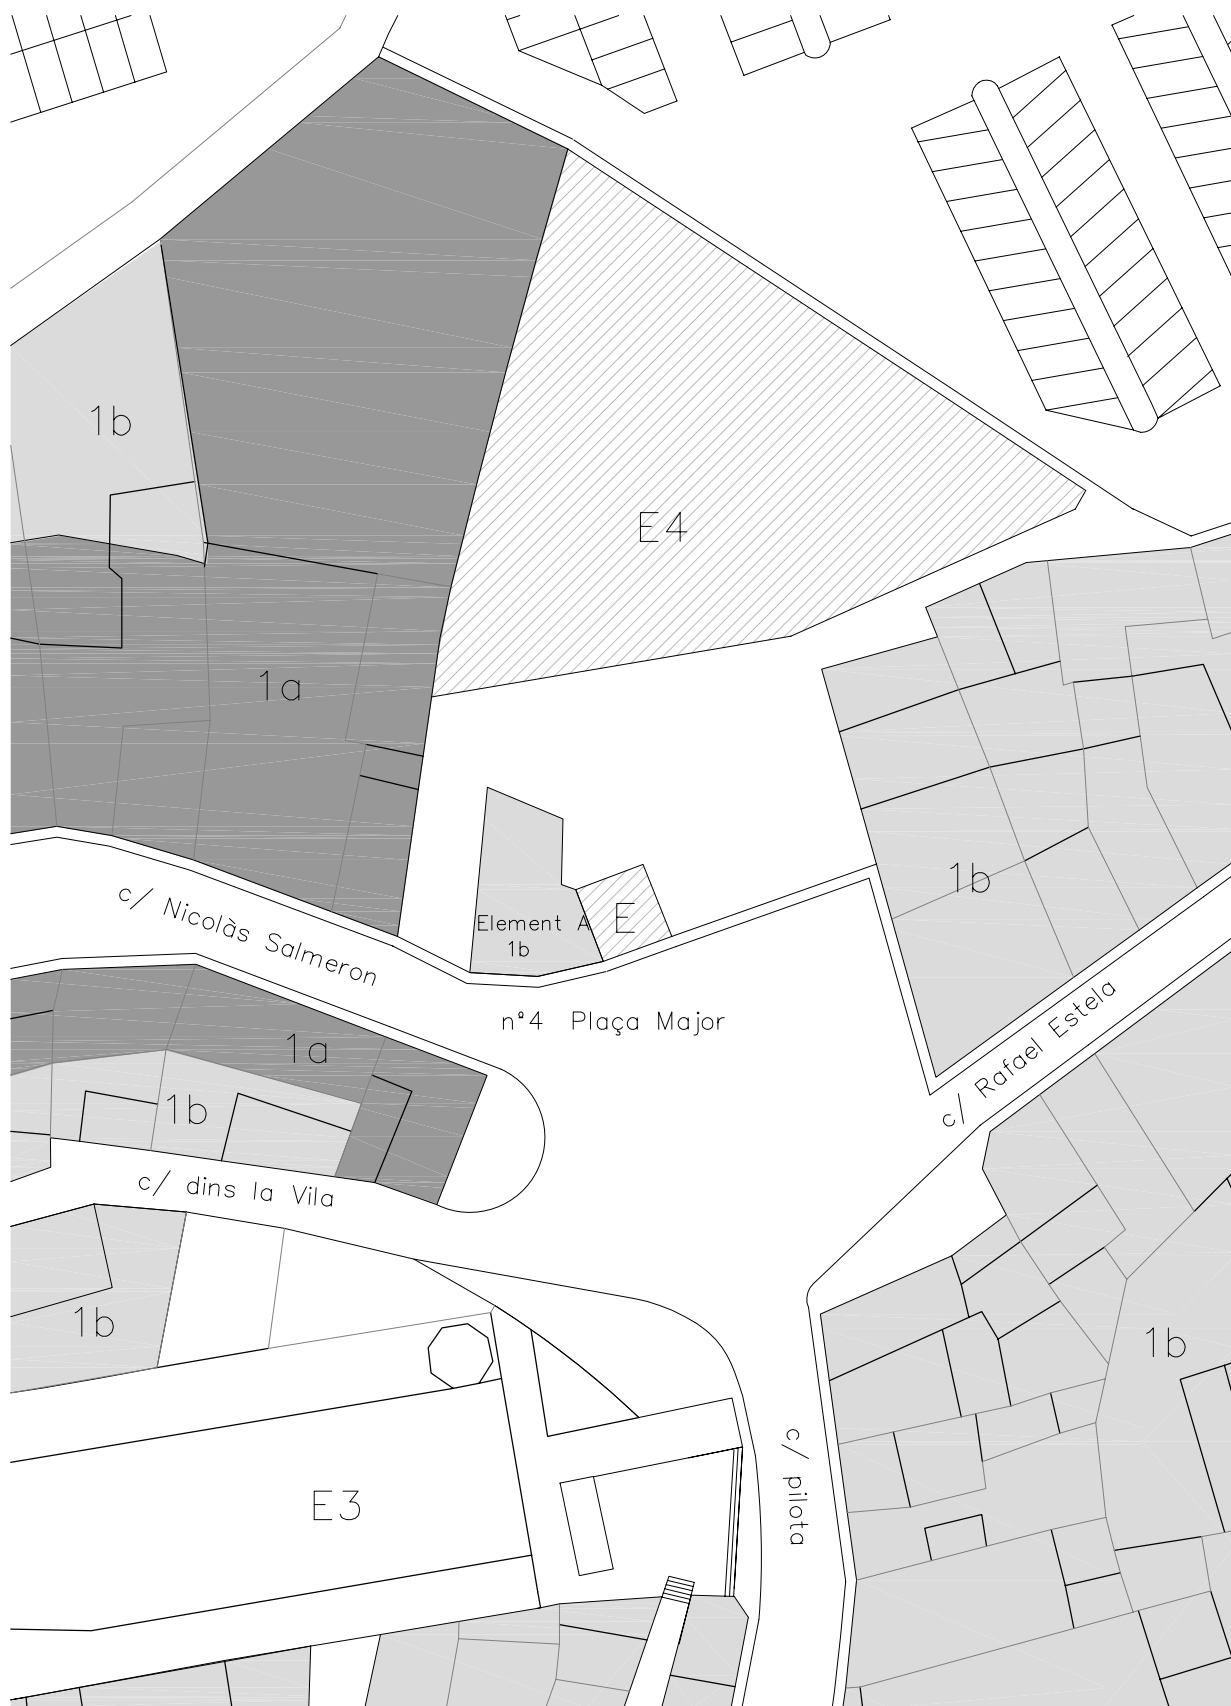 1b
E4
1a
1b
c/ Nicolàs Salmeron
Element A
1b
E
nª4 Plaça Major
1a
1b
c/ Rafael Estela
c/ dins la Vila
1b
1b
c/ pilota
E3